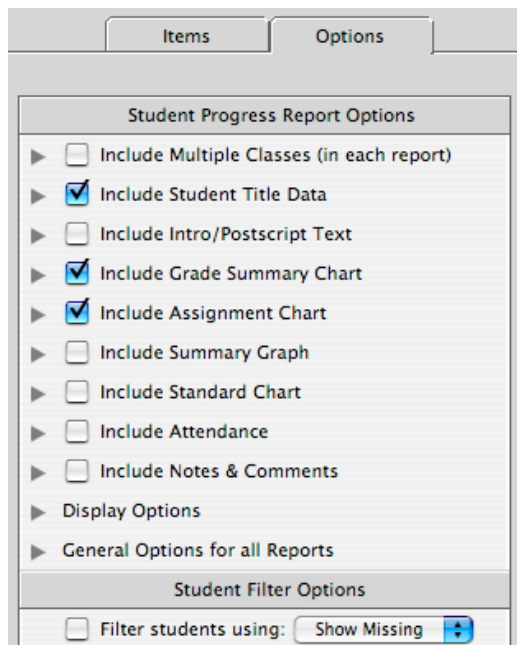 Items Options
Student Progress Report Options
Include Multiple Classes (in each report)
Include Student Title Data
Include Intro/Postscript Text
Include Grade Summary Chart
Include Assignment Chart
Include Summary Graph
Include Standard Chart
Include Attendance
Include Notes & Comments
Display Options
General Options for all Reports
Student Filter Options
Filter students using: Show Missing